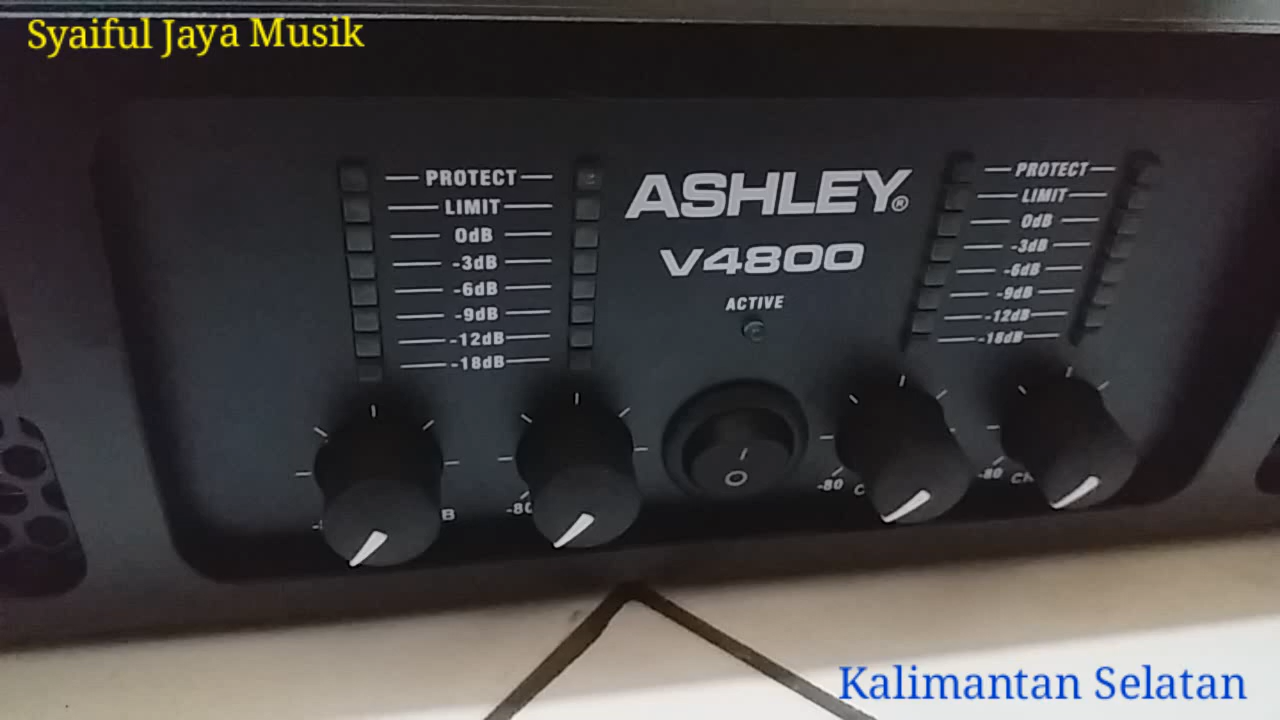 Syaiful Jaya Musik
PROTECT
LIMIT
0dB
-3dB
-6dB
-9dB
-12dB
-18dB
ASHLEY®
V4800
ACTIVE
PROTECT
LIMIT
0dB
-3dB
-6dB
-9dB
-12dB
-18dB
-80
-80
Kalimantan Selatan